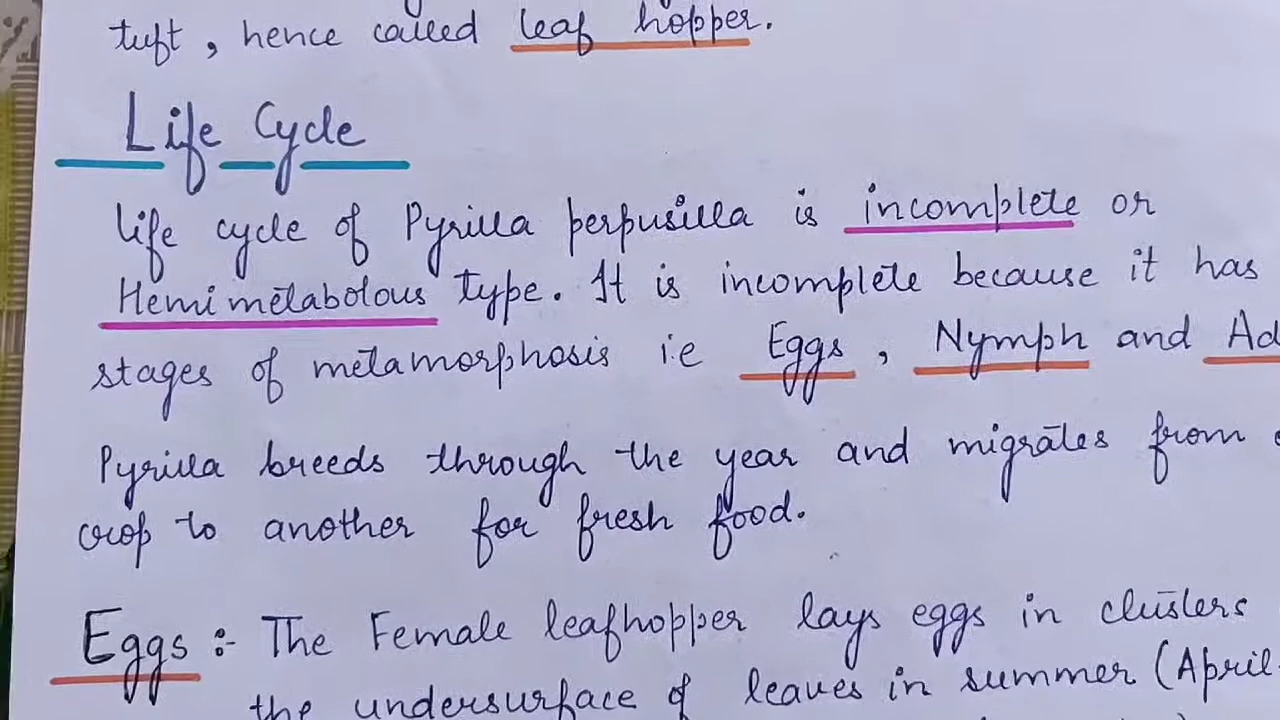 tuft, hence called leaf hopper.
Life Cycle
life cycle of Pyrilla perpusilla is incomplete or
Hemimetabolous type. It is incomplete because it has
stages of metamorphosis i.e Eggs, Nymph and Ad
Pyrilla breeds through the year and migrates from
crop to another for fresh food.
Eggs :- The Female leafhopper lays eggs in clusters
the undersurface of leaves in summer (April-